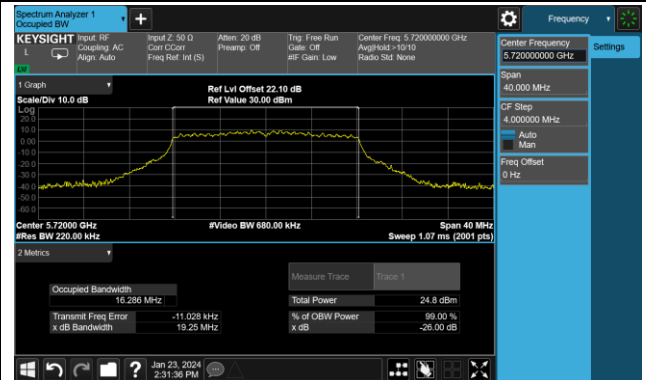 Spectrum Analyzer 1
Occupied BW
Frequency
KEYSIGHT
L
Input: RF
Coupling: AC
Align: Auto
Input Z: 50 Ω
Corr CCorr
Freq Ref: Int (S)
Atten: 20 dB
Preamp: Off
Trig: Free Run
Gate: Off
#IF Gain: Low
Center Freq: 5.720000000 GHz
Avg|Hold:>10/10
Radio Std: None
Center Frequency
5.720000000 GHz
Settings
Span
40.000 MHz
CF Step
4.000000 MHz
Auto
Man
Freq Offset
0 Hz
1 Graph
Scale/Div 10.0 dB
Ref Lvl Offset 22.10 dB
Ref Value 30.00 dBm
Log
20.0
10.0
0.00
-10.0
-20.0
-30.0
-40.0
-50.0
-60.0
Center 5.72000 GHz
#Res BW 220.00 kHz
#Video BW 680.00 kHz
Span 40 MHz
Sweep 1.07 ms (2001 pts)
2 Metrics
Measure Trace
Trace 1
Occupied Bandwidth
16.286 MHz
Total Power
24.8 dBm
Transmit Freq Error
-11.028 kHz
% of OBW Power
99.00 %
x dB Bandwidth
19.25 MHz
x dB
-26.00 dB
?
Jan 23, 2024
2:31:36 PM